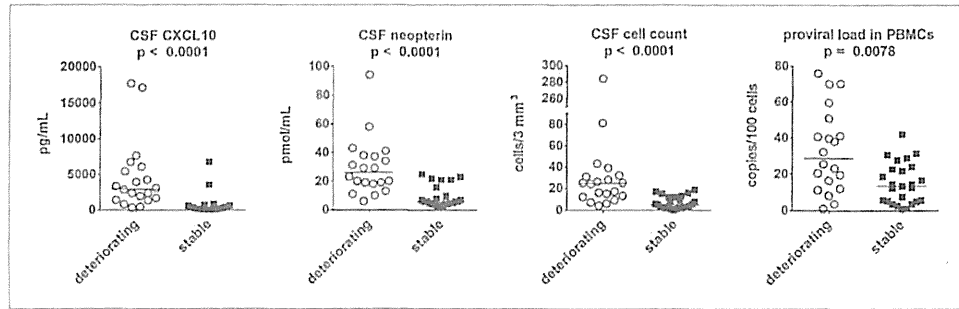 CSF CXCL10
p < 0.0001
20000
15000
10000
5000
0
pg/mL
deteriorating
stable
CSF neopterin
p < 0.0001
100
80
60
40
20
0
pmol/mL
deteriorating
stable
CSF cell count
p < 0.0001
300
280
260
100
80
60
40
20
0
cells/3 mm³
deteriorating
stable
proviral load in PBMCs
p = 0.0078
80
60
40
20
0
copies/100 cells
deteriorating
stable